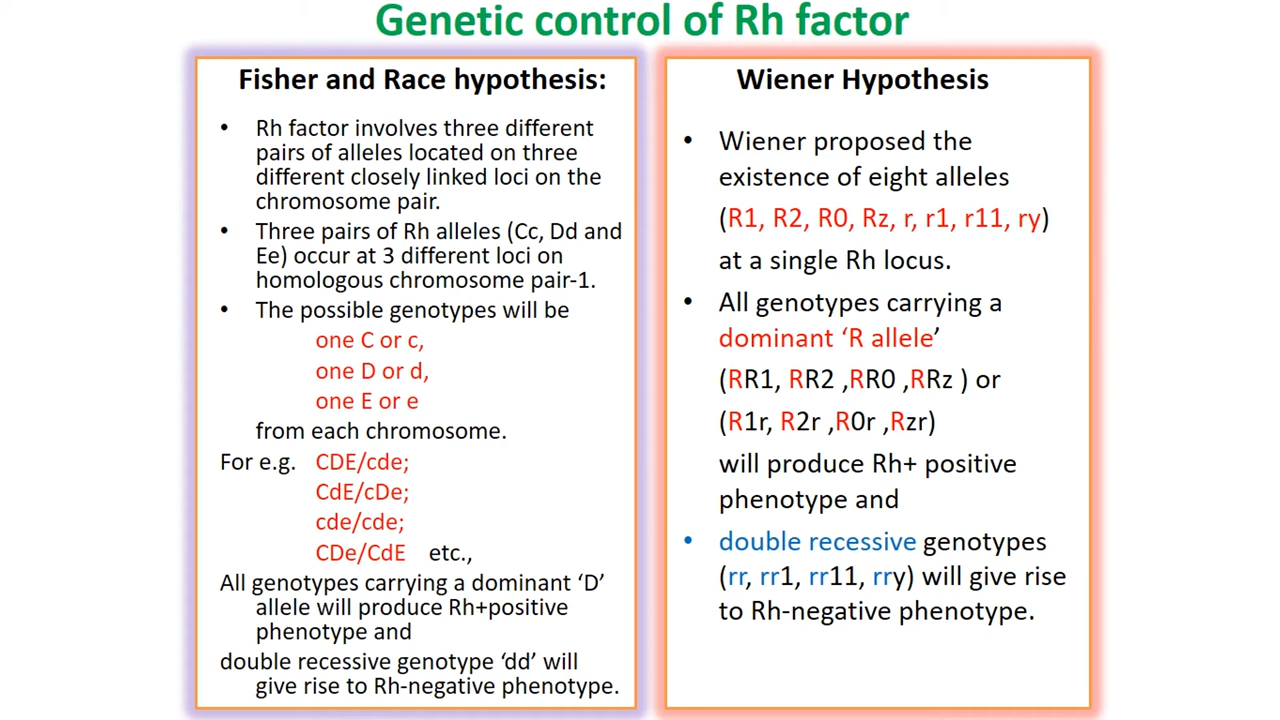 Genetic control of Rh factor
Fisher and Race hypothesis:
• Rh factor involves three different
pairs of alleles located on three
different closely linked loci on the
chromosome pair.
• Three pairs of Rh alleles (Cc, Dd and
Ee) occur at 3 different loci on
homologous chromosome pair-1.
• The possible genotypes will be
one C or c,
one D or d,
one E or e
from each chromosome.
For e.g. CDE/cde;
CdE/cDe;
cde/cde;
CDe/CdE etc.,
All genotypes carrying a dominant ‘D’
allele will produce Rh+positive
phenotype and
double recessive genotype ‘dd’ will
give rise to Rh-negative phenotype.
Wiener Hypothesis
• Wiener proposed the
existence of eight alleles
(R1, R2, R0, Rz, r, r1, r11, ry)
at a single Rh locus.
• All genotypes carrying a
dominant ‘R allele’
(RR1, RR2 ,RR0 ,RRz ) or
(R1r, R2r ,R0r ,Rzr)
will produce Rh+ positive
phenotype and
• double recessive genotypes
(rr, rr1, rr11, rry) will give rise
to Rh-negative phenotype.